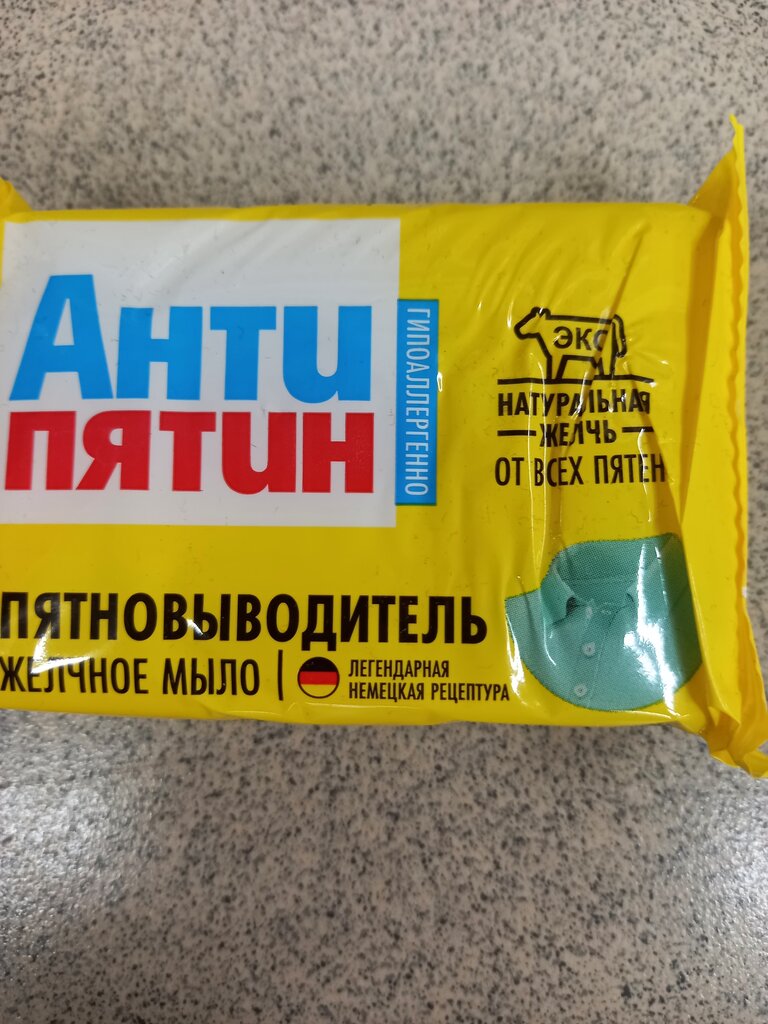 Анти
пятин
ГИПОАЛЛЕРГЕННО
ЭКО
НАТУРАЛЬНАЯ
ЖЕЛЧЬ
ОТ ВСЕХ ПЯТЕН
ПЯТНОВЫВОДИТЕЛЬ
ЖЕЛЧНОЕ МЫЛО
ЛЕГЕНДАРНАЯ
НЕМЕЦКАЯ РЕЦЕПТУРА